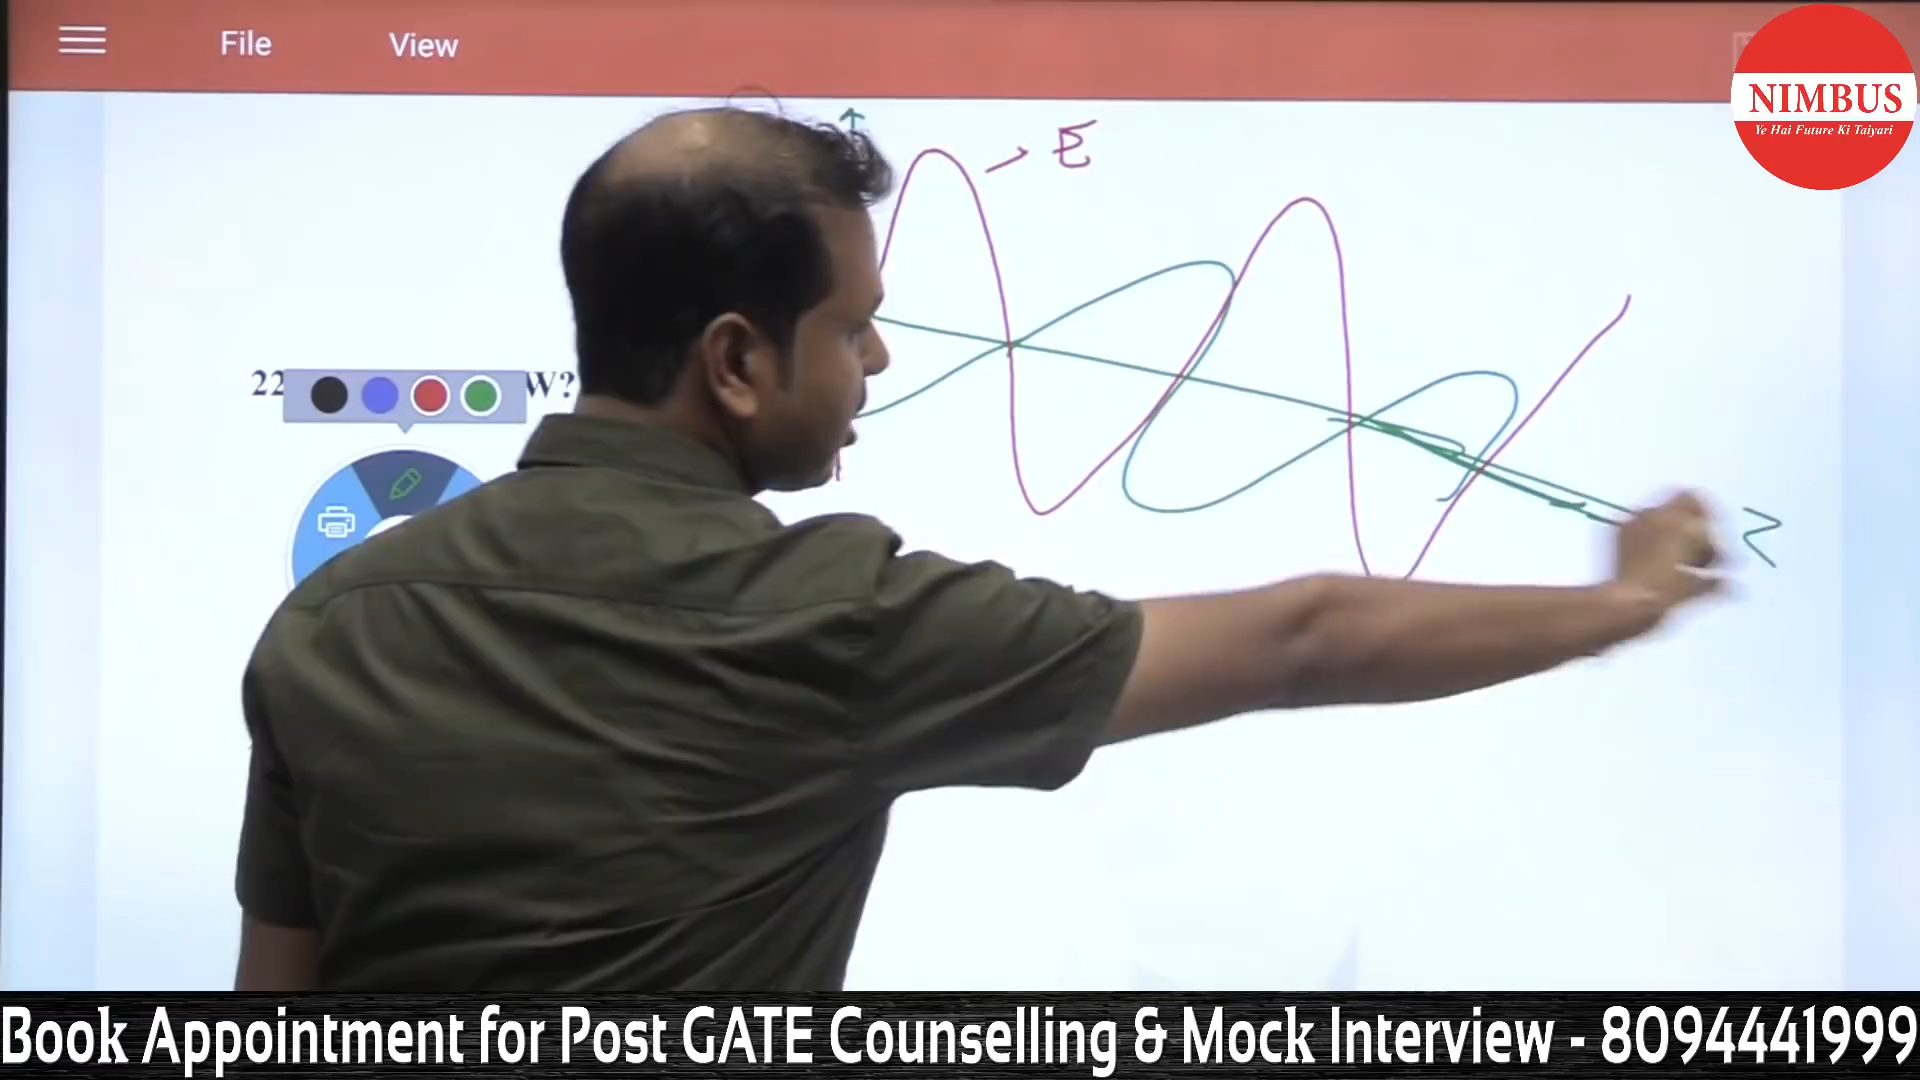 File View
NIMBUS
Ye Hai Future Ki Taiyari
E
22
W?
Z
Book Appointment for Post GATE Counselling & Mock Interview - 8094441999